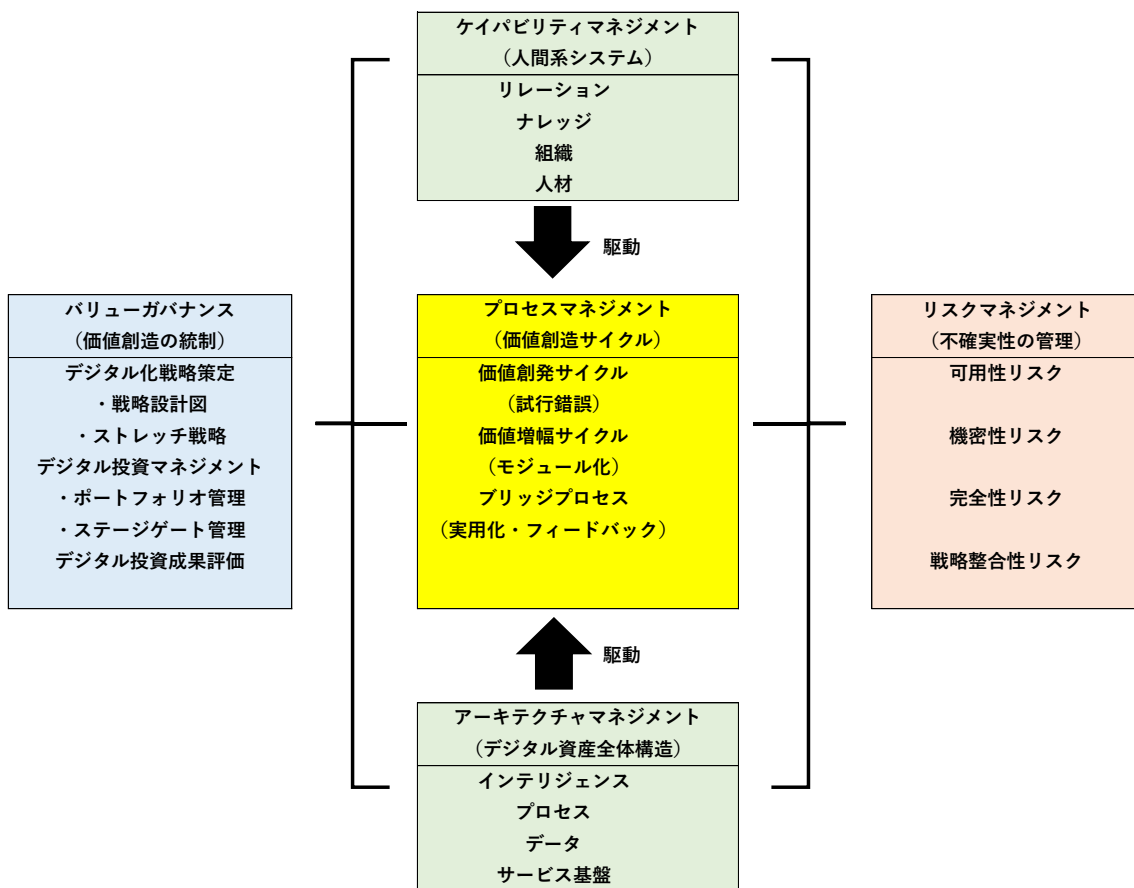 ケイパビリティマネジメント
（人間系システム）
リレーション
ナレッジ
組織
人材
駆動
バリューガバナンス
（価値創造の統制）
デジタル化戦略策定
・戦略設計図
・ストレッチ戦略
デジタル投資マネジメント
・ポートフォリオ管理
・ステージゲート管理
デジタル投資成果評価
プロセスマネジメント
（価値創造サイクル）
価値創発サイクル
（試行錯誤）
価値増幅サイクル
（モジュール化）
ブリッジプロセス
（実用化・フィードバック）
リスクマネジメント
（不確実性の管理）
可用性リスク
機密性リスク
完全性リスク
戦略整合性リスク
駆動
アーキテクチャマネジメント
（デジタル資産全体構造）
インテリジェンス
プロセス
データ
サービス基盤